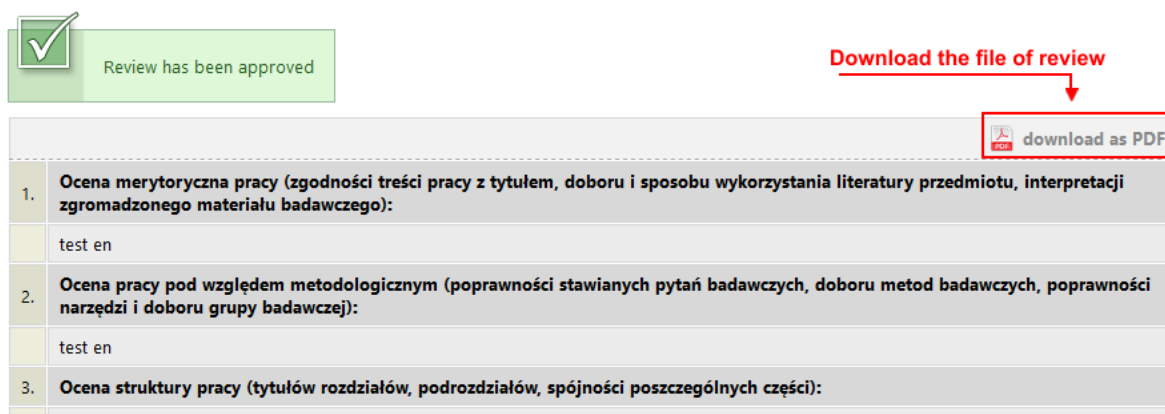 Review has been approved
Download the file of review
PDF download as PDF
1. Ocena merytoryczna pracy (zgodności treści pracy z tytułem, doboru i sposobu wykorzystania literatury przedmiotu, interpretacji
zgromadzonego materiału badawczego):
test en
2. Ocena pracy pod względem metodologicznym (poprawności stawianych pytań badawczych, doboru metod badawczych, poprawności
narzędzi i doboru grupy badawczej):
test en
3. Ocena struktury pracy (tytułów rozdziałów, podrozdziałów, spójności poszczególnych części):